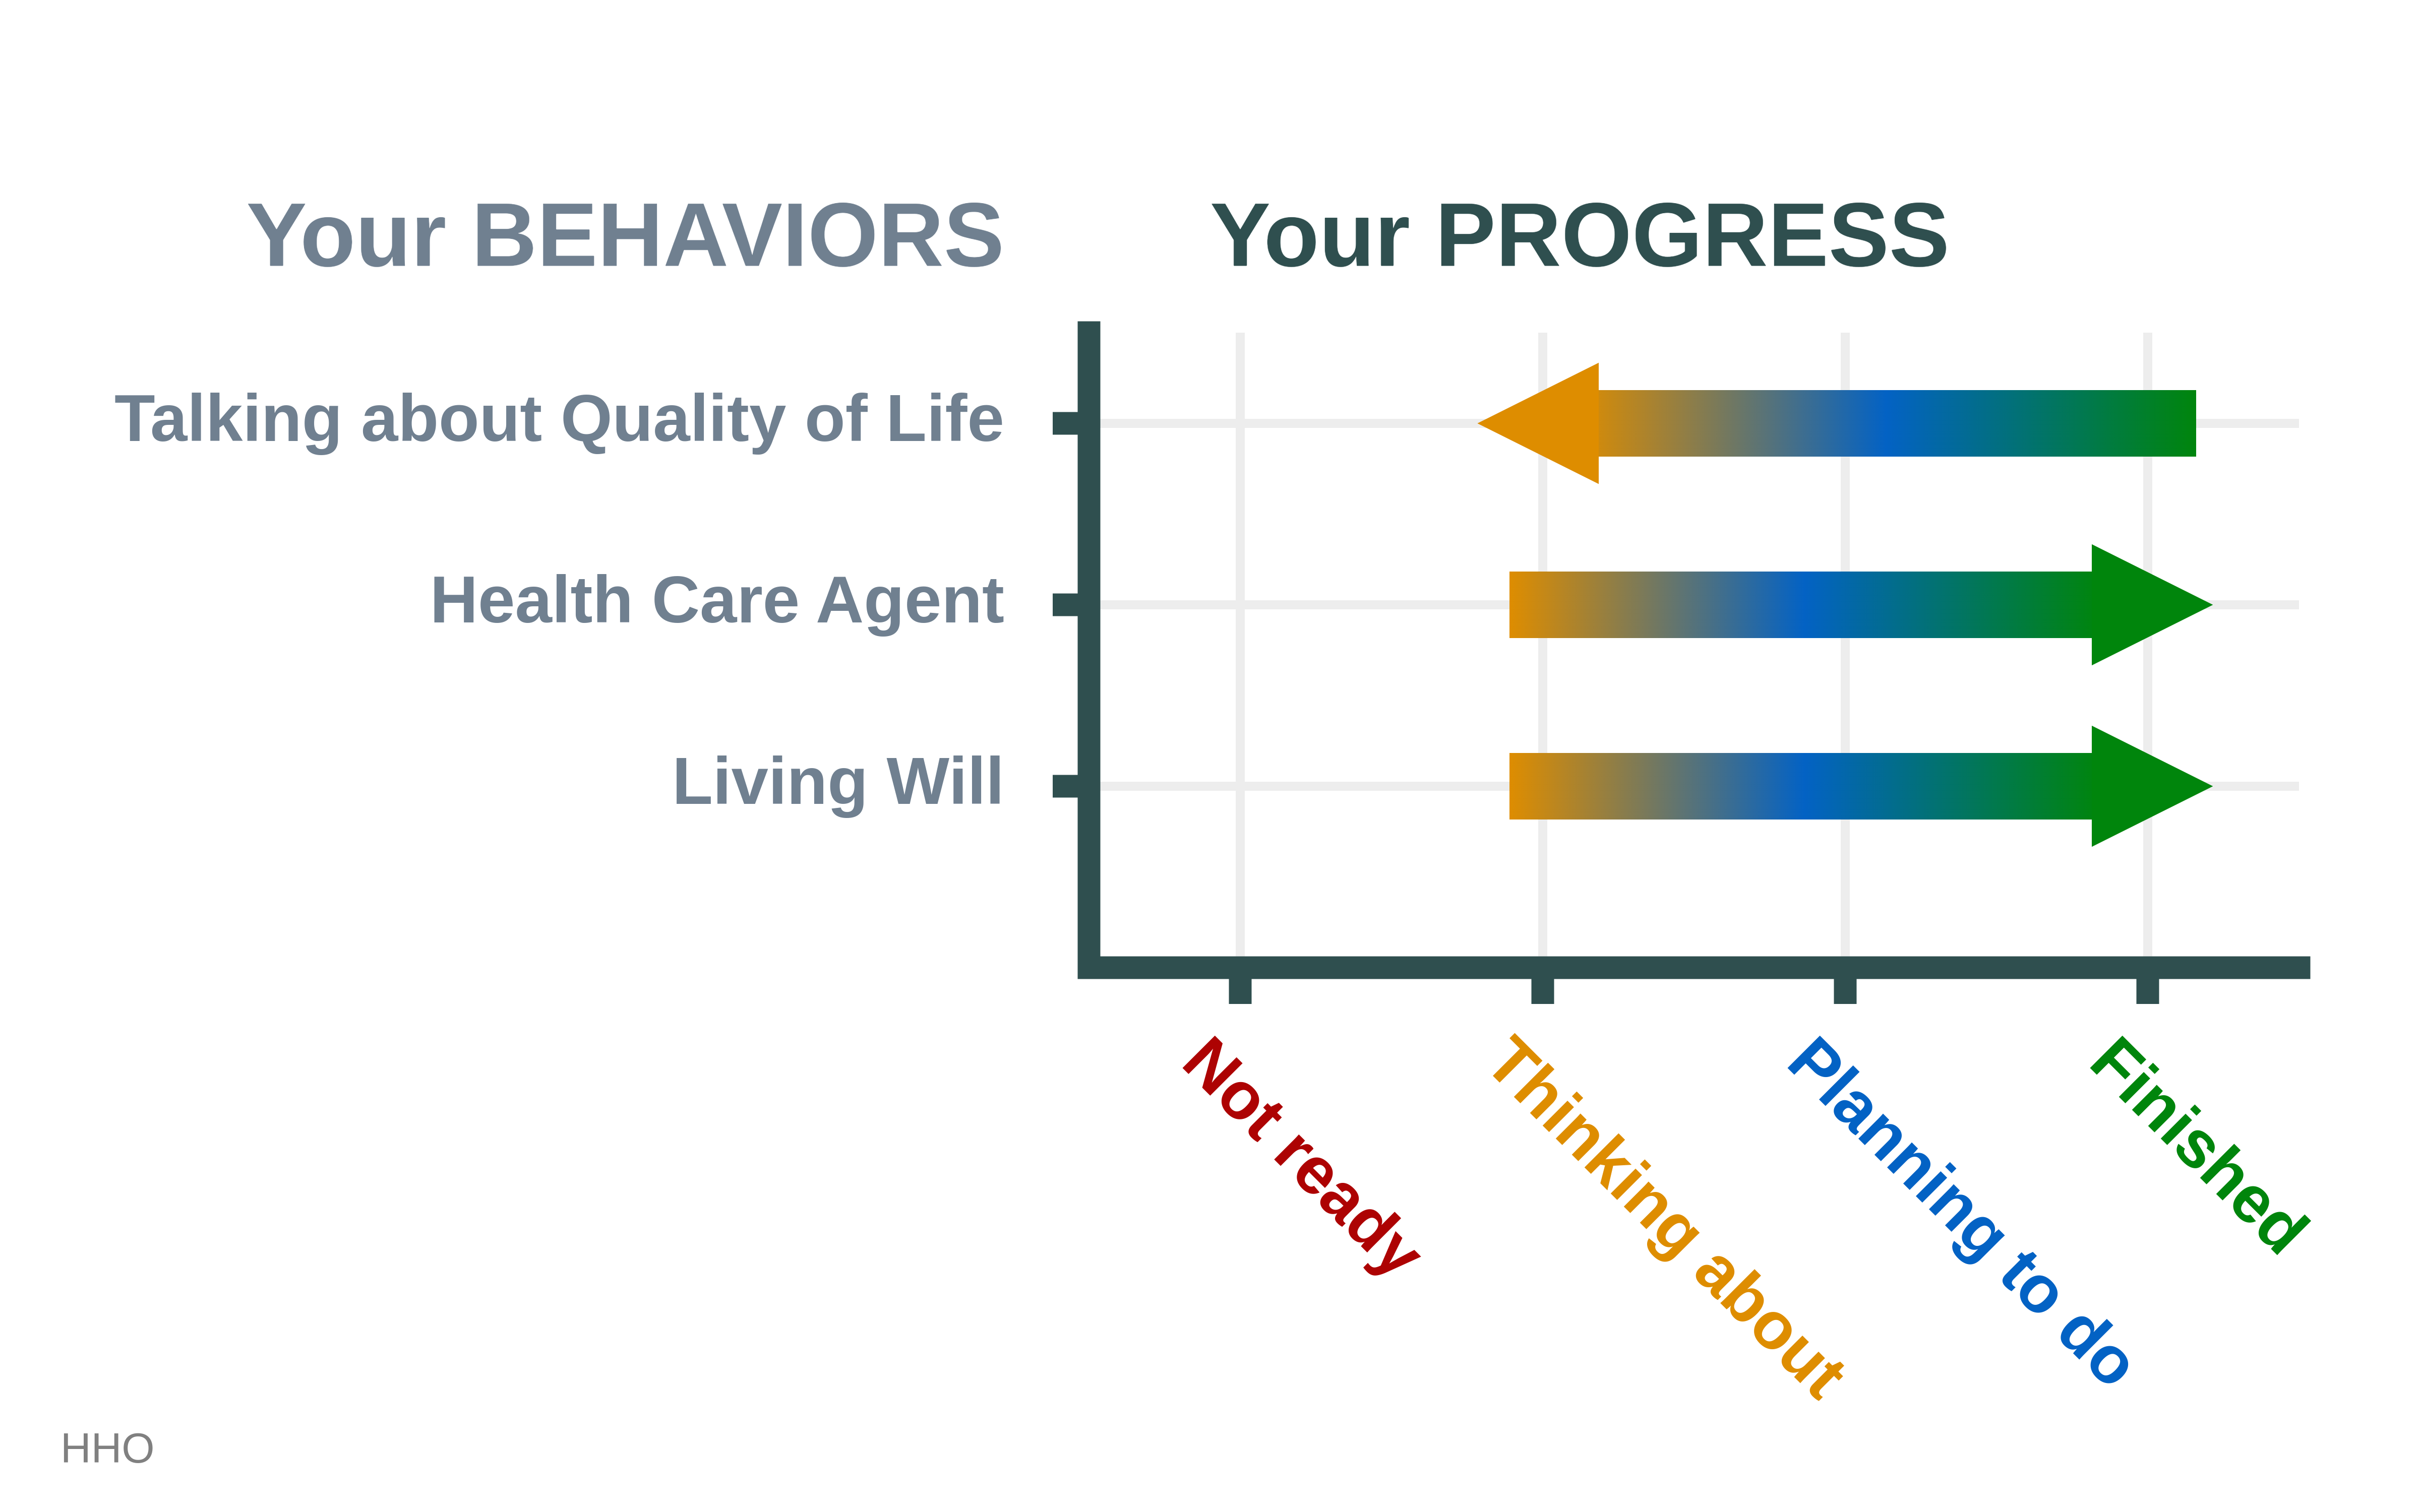 Your BEHAVIORS
Your PROGRESS
Talking about Quality of Life
Health Care Agent
Living Will
Not ready
Thinking about
Planning to do
Finished
HHO